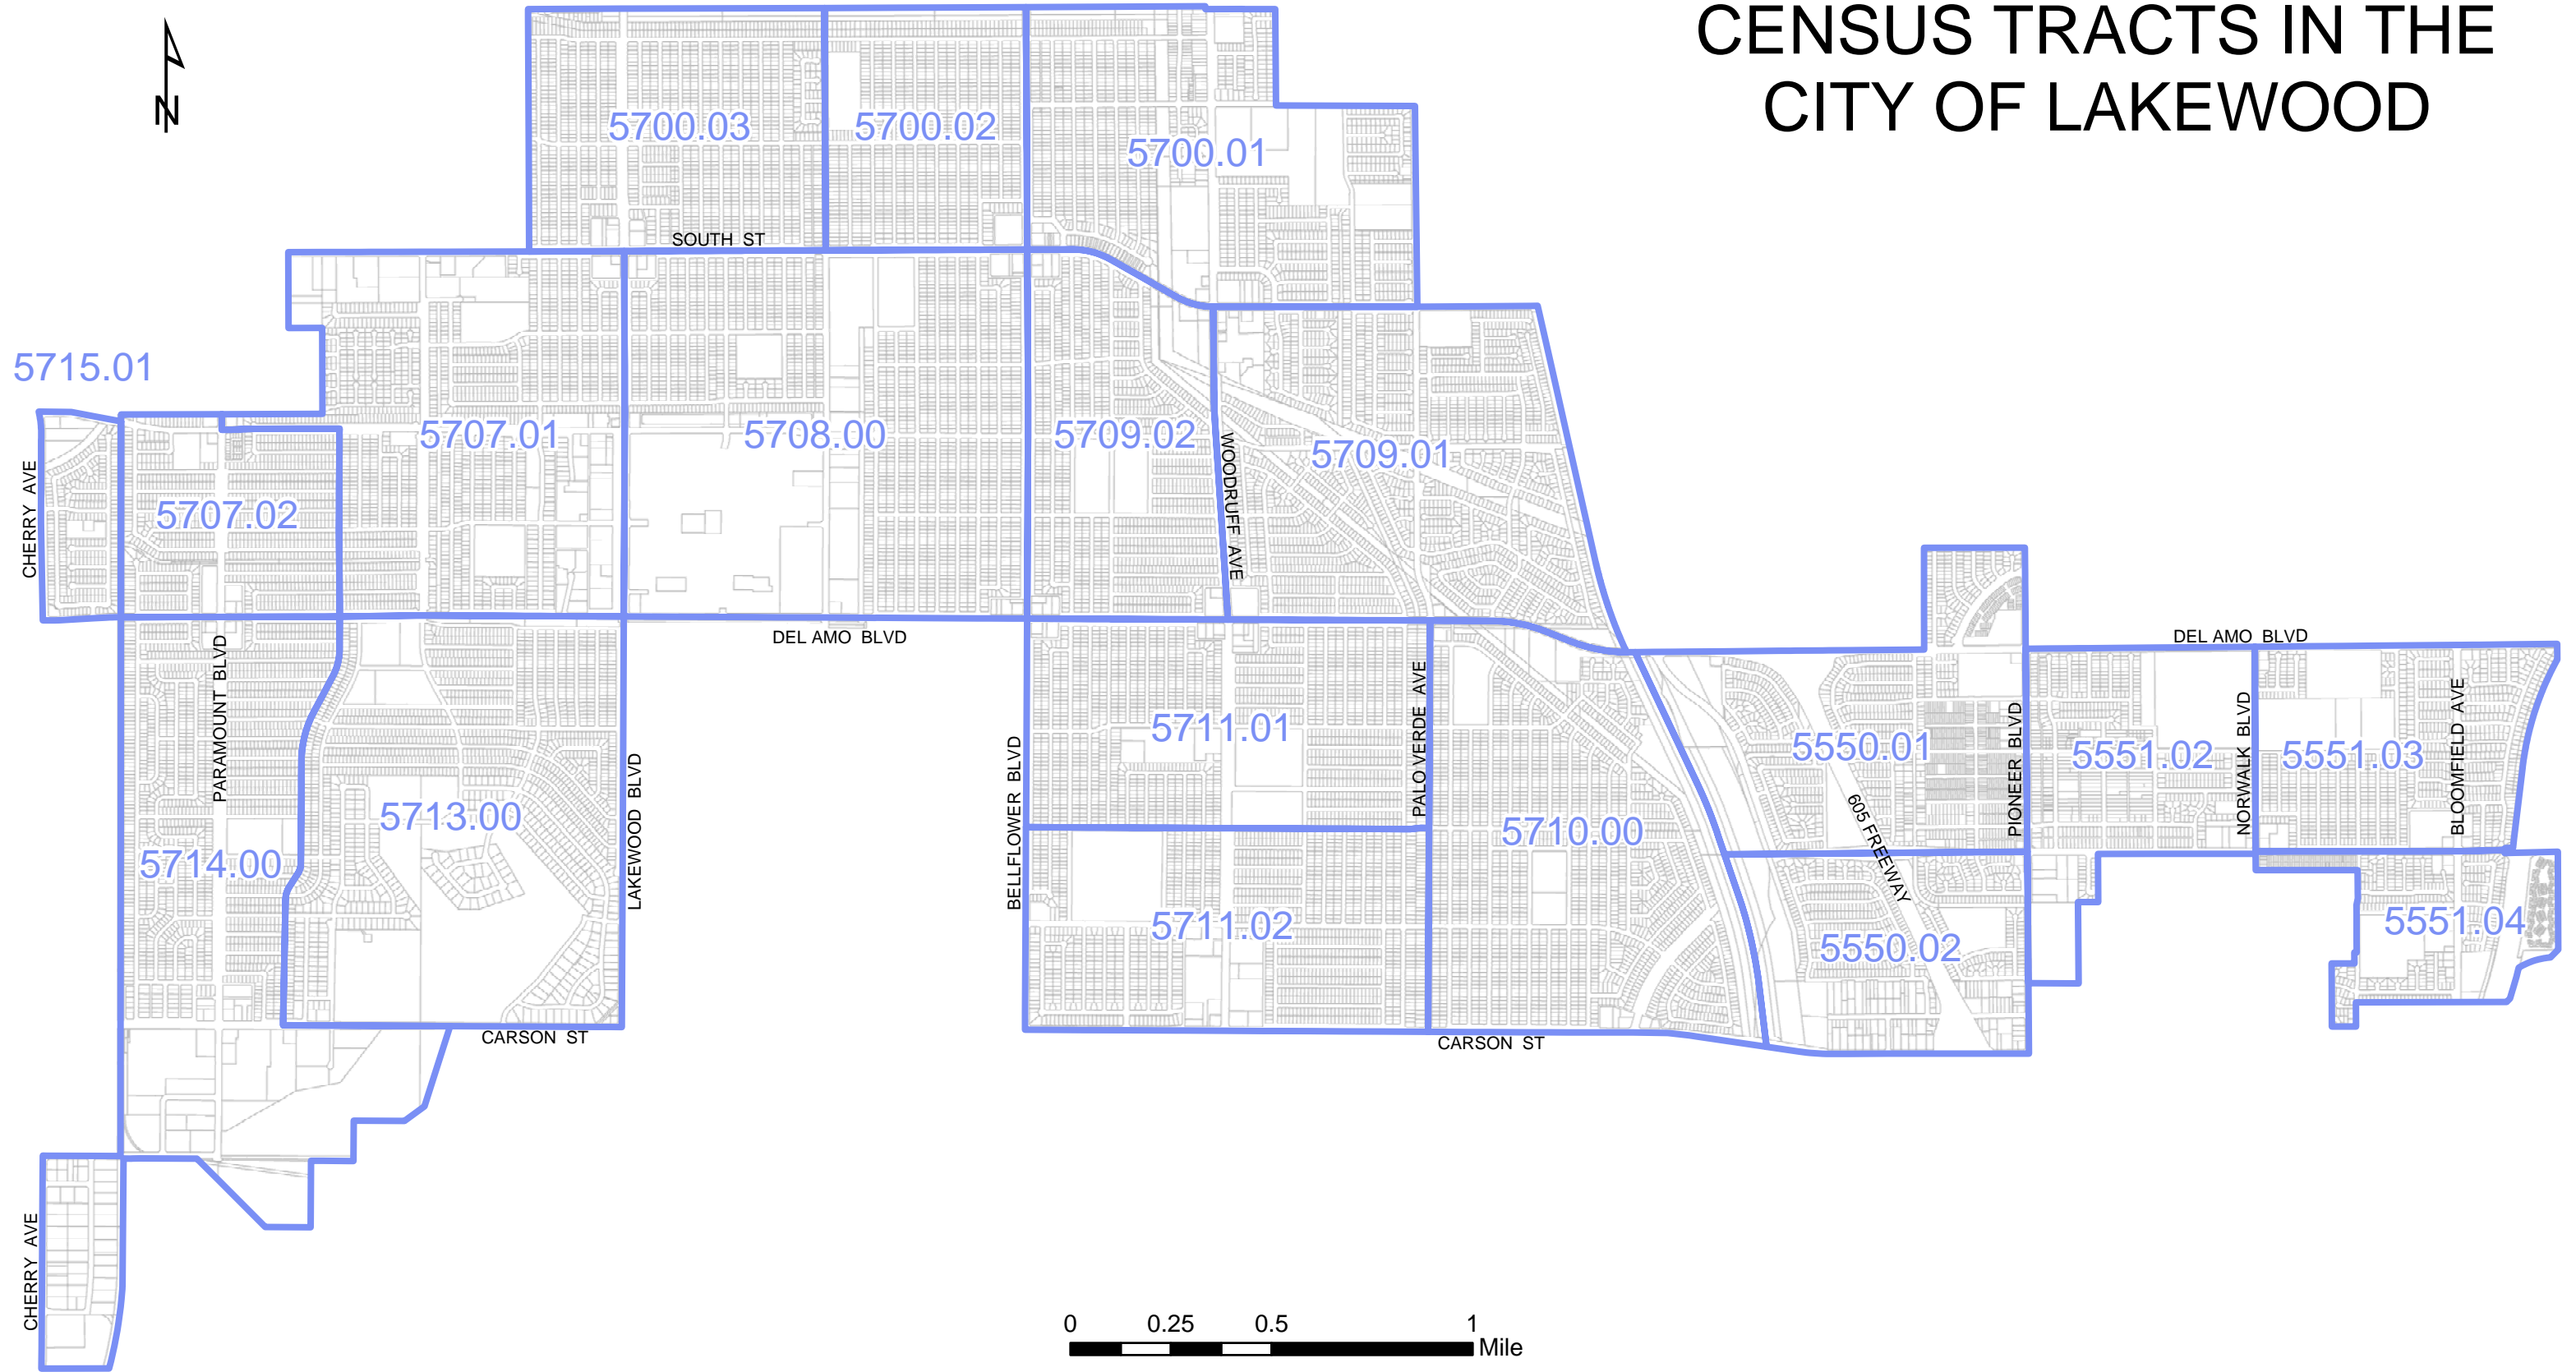 CENSUS TRACTS IN THE
CITY OF LAKEWOOD
N
5700.03
5700.02
5700.01
SOUTH ST
5715.01
5707.01
5708.00
5709.02
5709.01
WOODRUFF AVE
CHERRY AVE
5707.02
DEL AMO BLVD
DEL AMO BLVD
PARAMOUNT BLVD
5711.01
PALO VERDE AVE
5550.01
PIONEER BLVD
5551.02
NORWALK BLVD
5551.03
BLOOMFIELD AVE
5713.00
LAKEWOOD BLVD
BELLFLOWER BLVD
5710.00
605 FREEWAY
5714.00
5711.02
5550.02
5551.04
CARSON ST
CARSON ST
CHERRY AVE
0 0.25 0.5 1
Mile